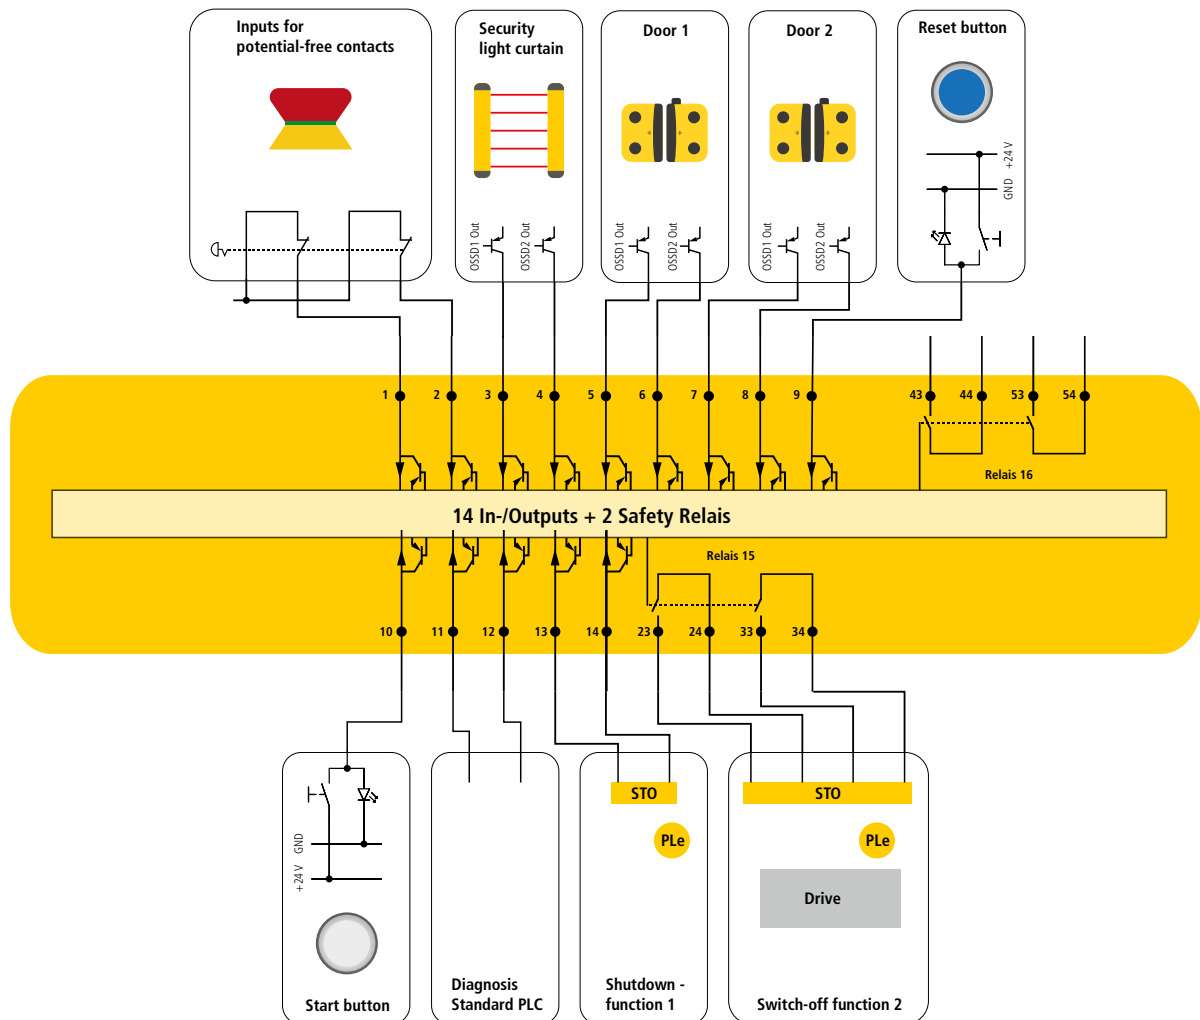 Inputs for
potential-free contacts
Security
light curtain
Door 1
Door 2
Reset button
+24 V
GND
OSSD1 Out
OSSD2 Out
OSSD1 Out
OSSD2 Out
OSSD1 Out
OSSD2 Out
1
2
3
4
5
6
7
8
9
43
44
53
54
Relais 16
14 In-/Outputs + 2 Safety Relais
Relais 15
10
11
12
13
14
23
24
33
34
GND
+24 V
Start button
Diagnosis
Standard PLC
STO
PLe
Shutdown -
function 1
STO
PLe
Drive
Switch-off function 2